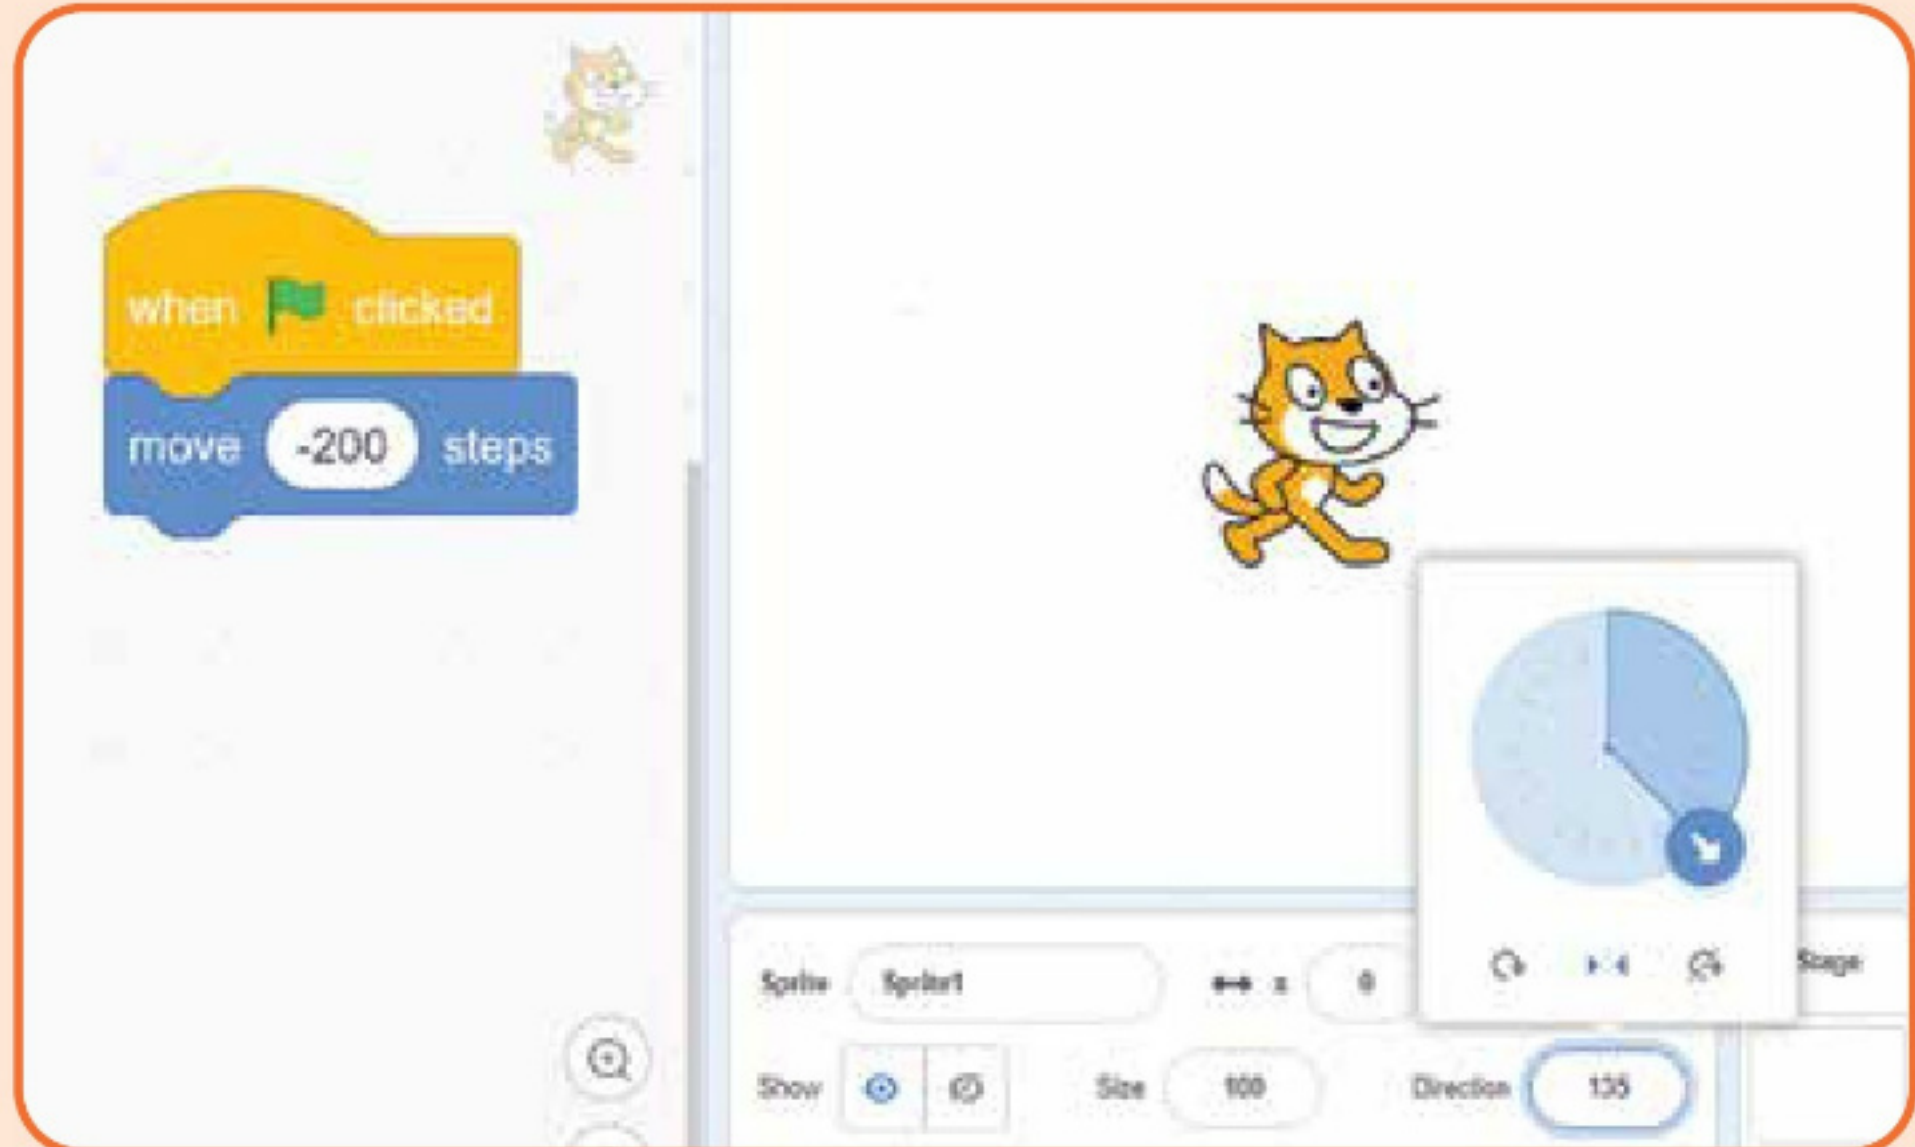 when clicked
move -200 steps
Sprite Sprite1 x 0
Stage
Show Size 100 Direction 135